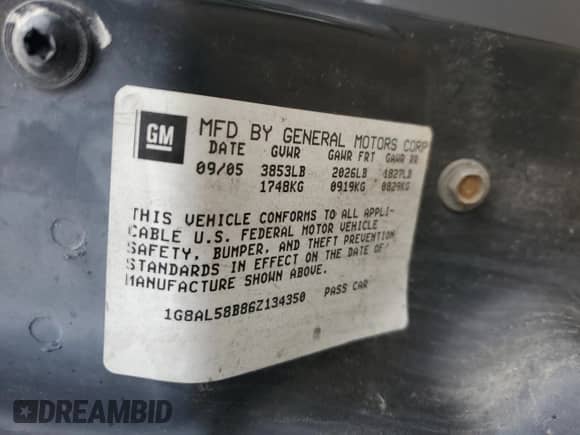 GM
MFD BY GENERAL MOTORS CORP
DATE GVWR GAWR FRT GAWR RR
09/05 3853LB 2026LB 1827LB
1748KG 0919KG 0829KG
THIS VEHICLE CONFORMS TO ALL APPLI-
CABLE U.S. FEDERAL MOTOR VEHICLE
SAFETY, BUMPER, AND THEFT PREVENTION
STANDARDS IN EFFECT ON THE DATE OF
MANUFACTURE SHOWN ABOVE.
1G8AL58B86Z134350 PASS CAR
DREAMBID